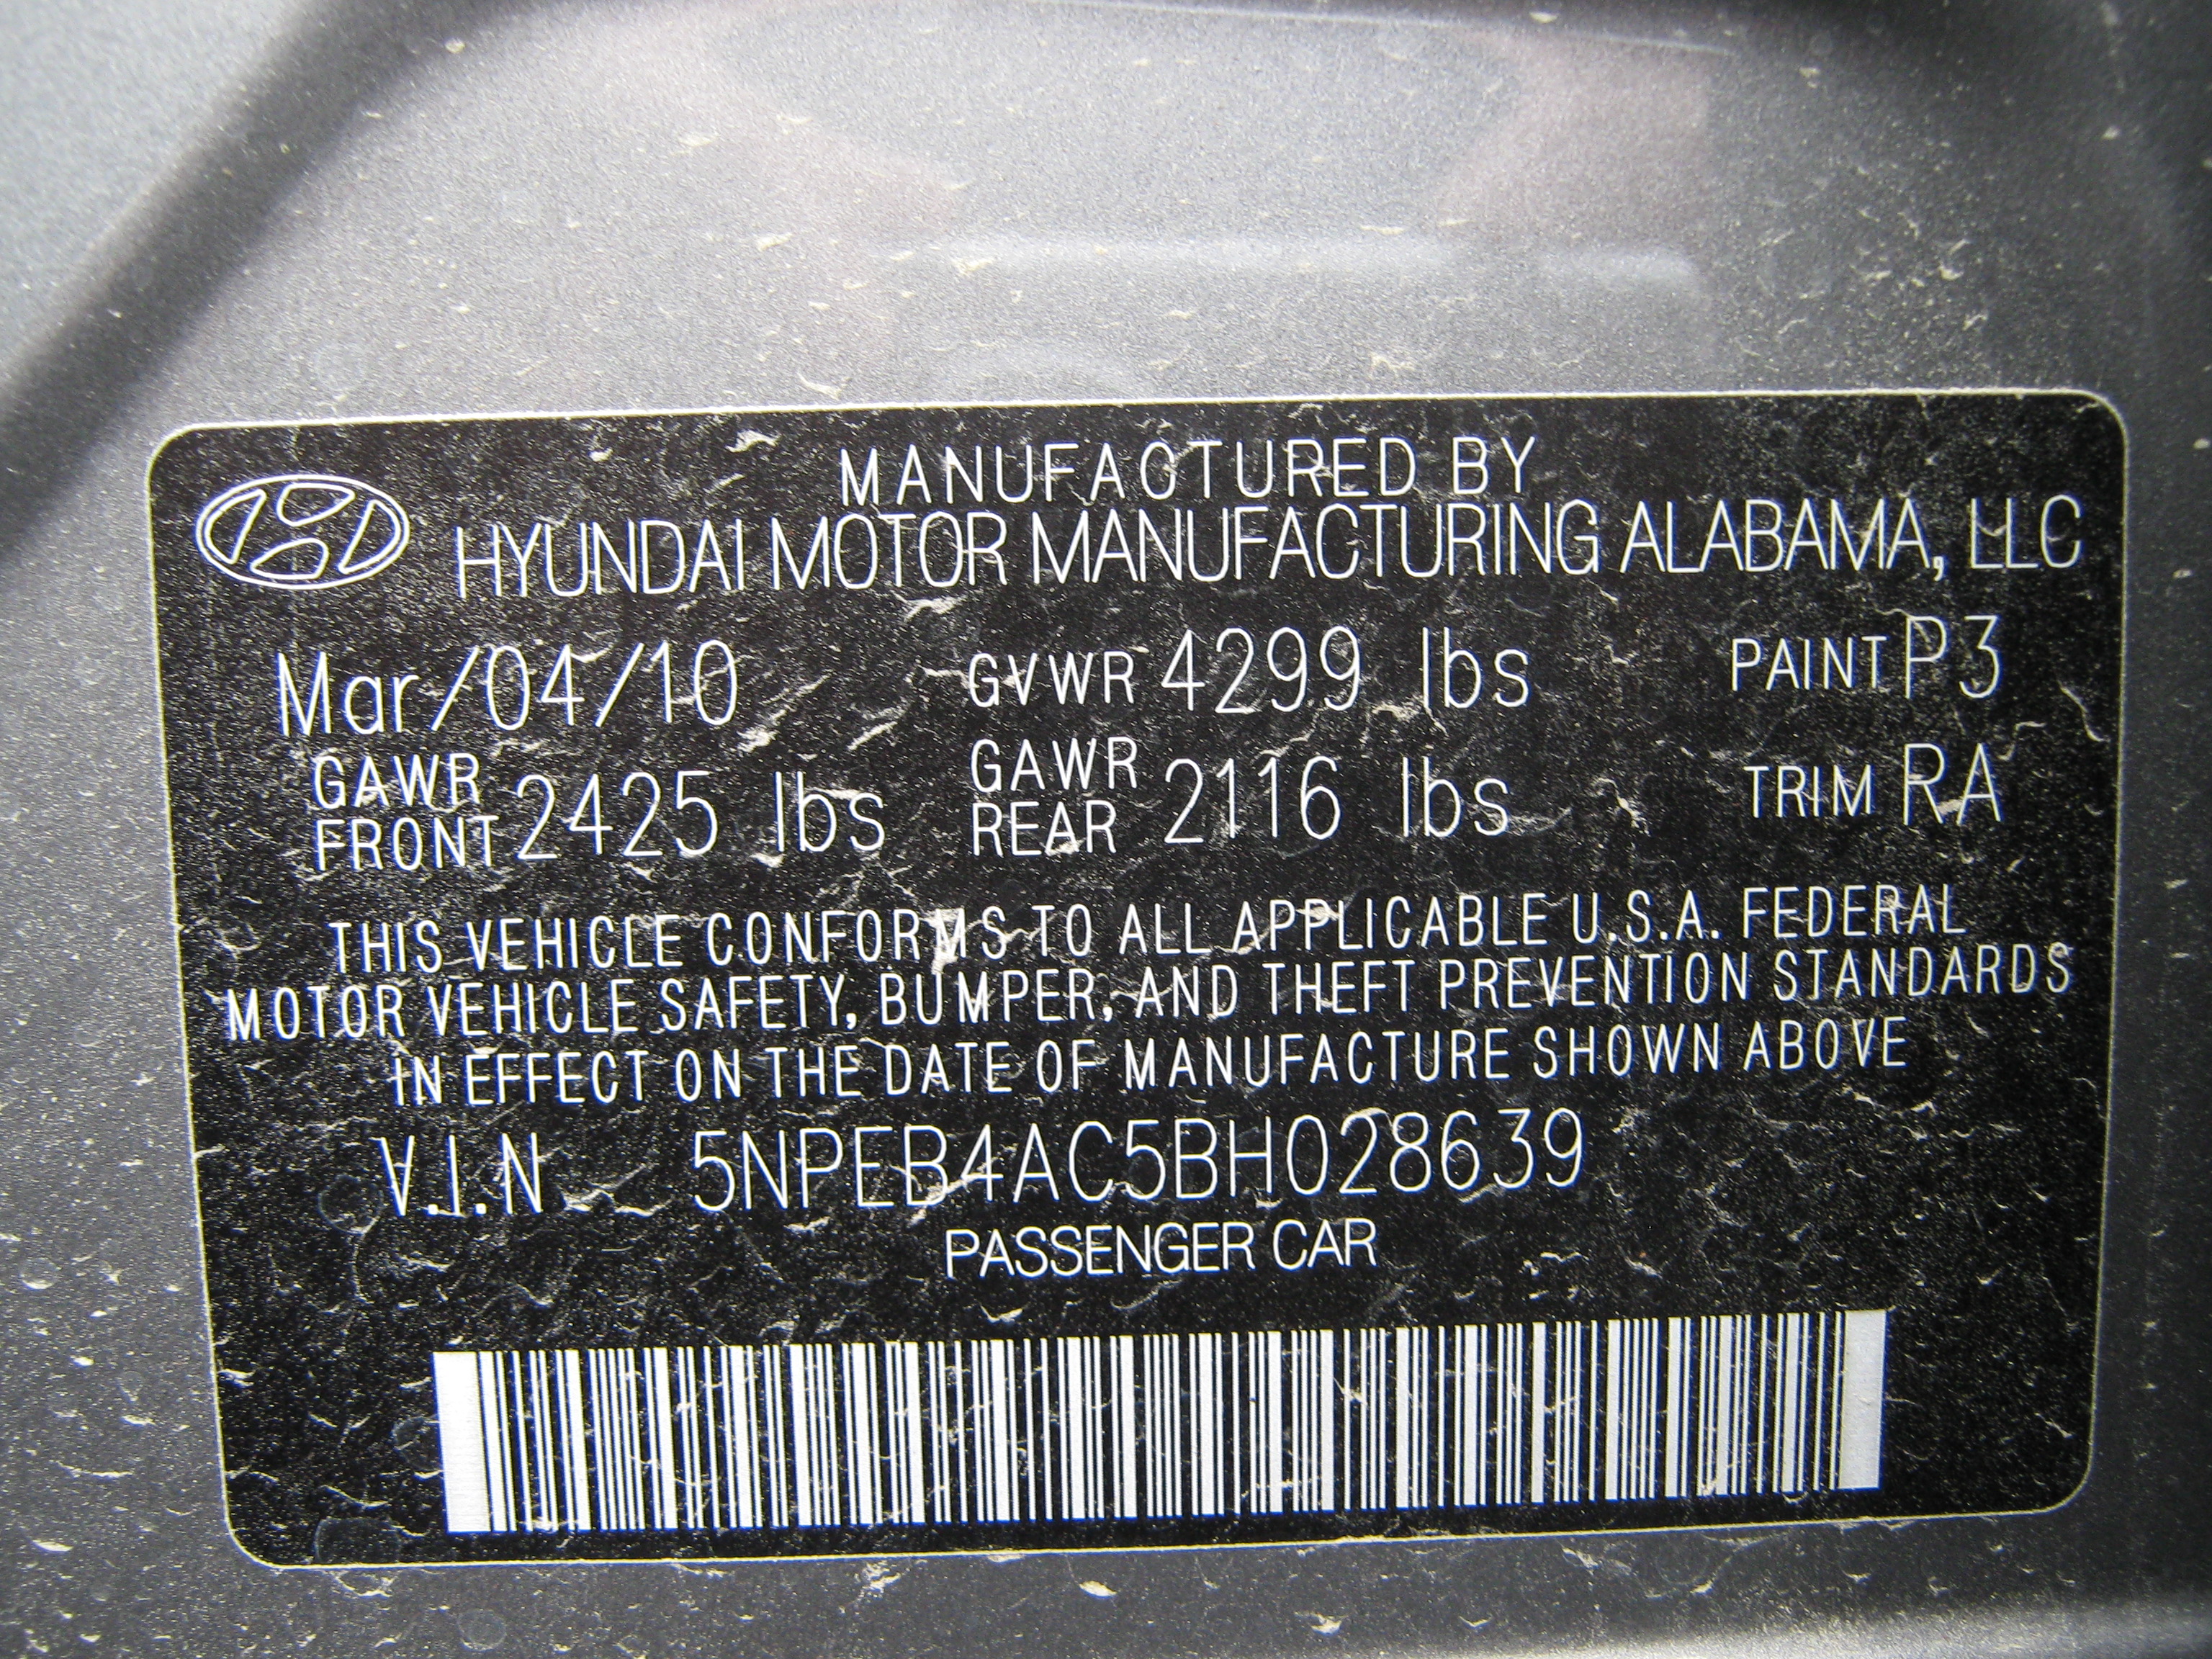 MANUFACTURED BY
HYUNDAI MOTOR MANUFACTURING ALABAMA, LLC
Mar/04/10 GVWR 4299 lbs PAINT P3
GAWR FRONT 2425 lbs GAWR REAR 2116 lbs TRIM RA
THIS VEHICLE CONFORMS TO ALL APPLICABLE U.S.A. FEDERAL
MOTOR VEHICLE SAFETY, BUMPER, AND THEFT PREVENTION STANDARDS
IN EFFECT ON THE DATE OF MANUFACTURE SHOWN ABOVE
V.I.N 5NPEB4AC5BH028639
PASSENGER CAR